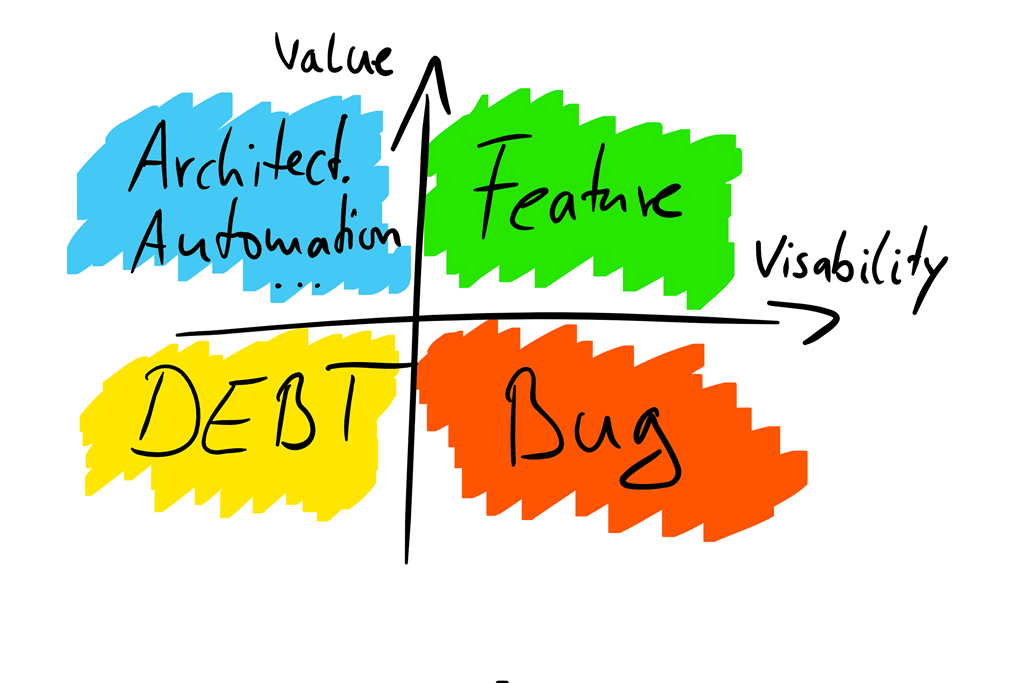 Value
Architect.
Automation
...
Feature
Visability
DEBT
Bug